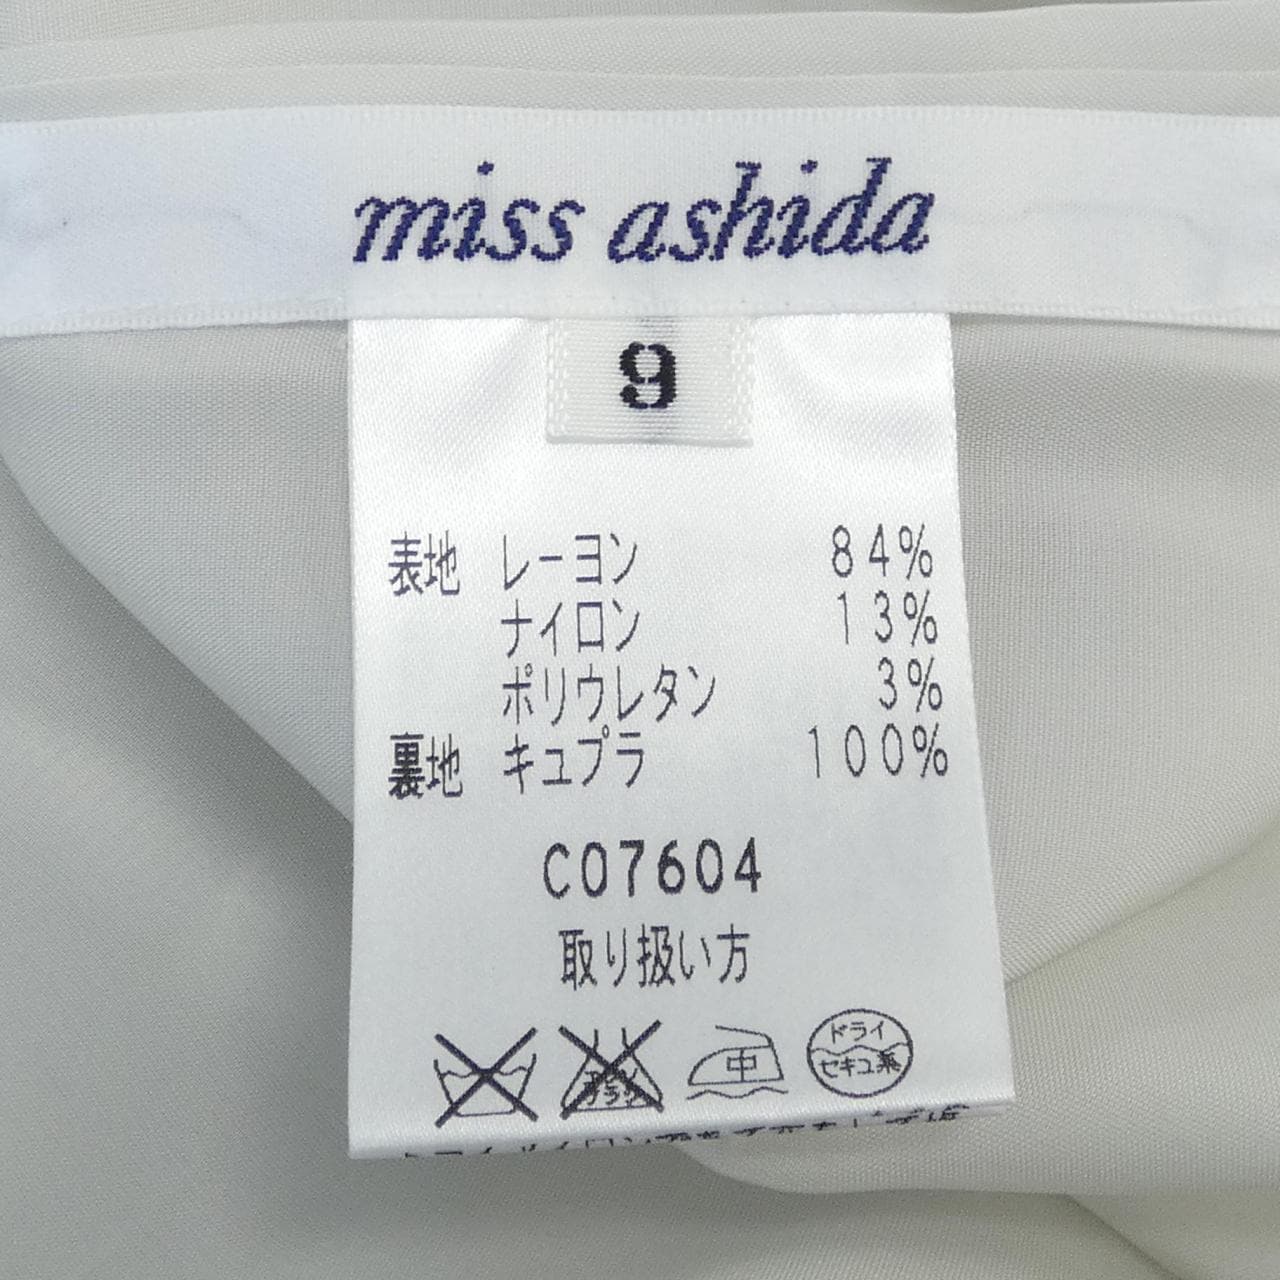 miss ashida
9
表地 レーヨン 84%
ナイロン 13%
ポリウレタン 3%
裏地 キュプラ 100%
C07604
取り扱い方
中 ドライ
セキユ系